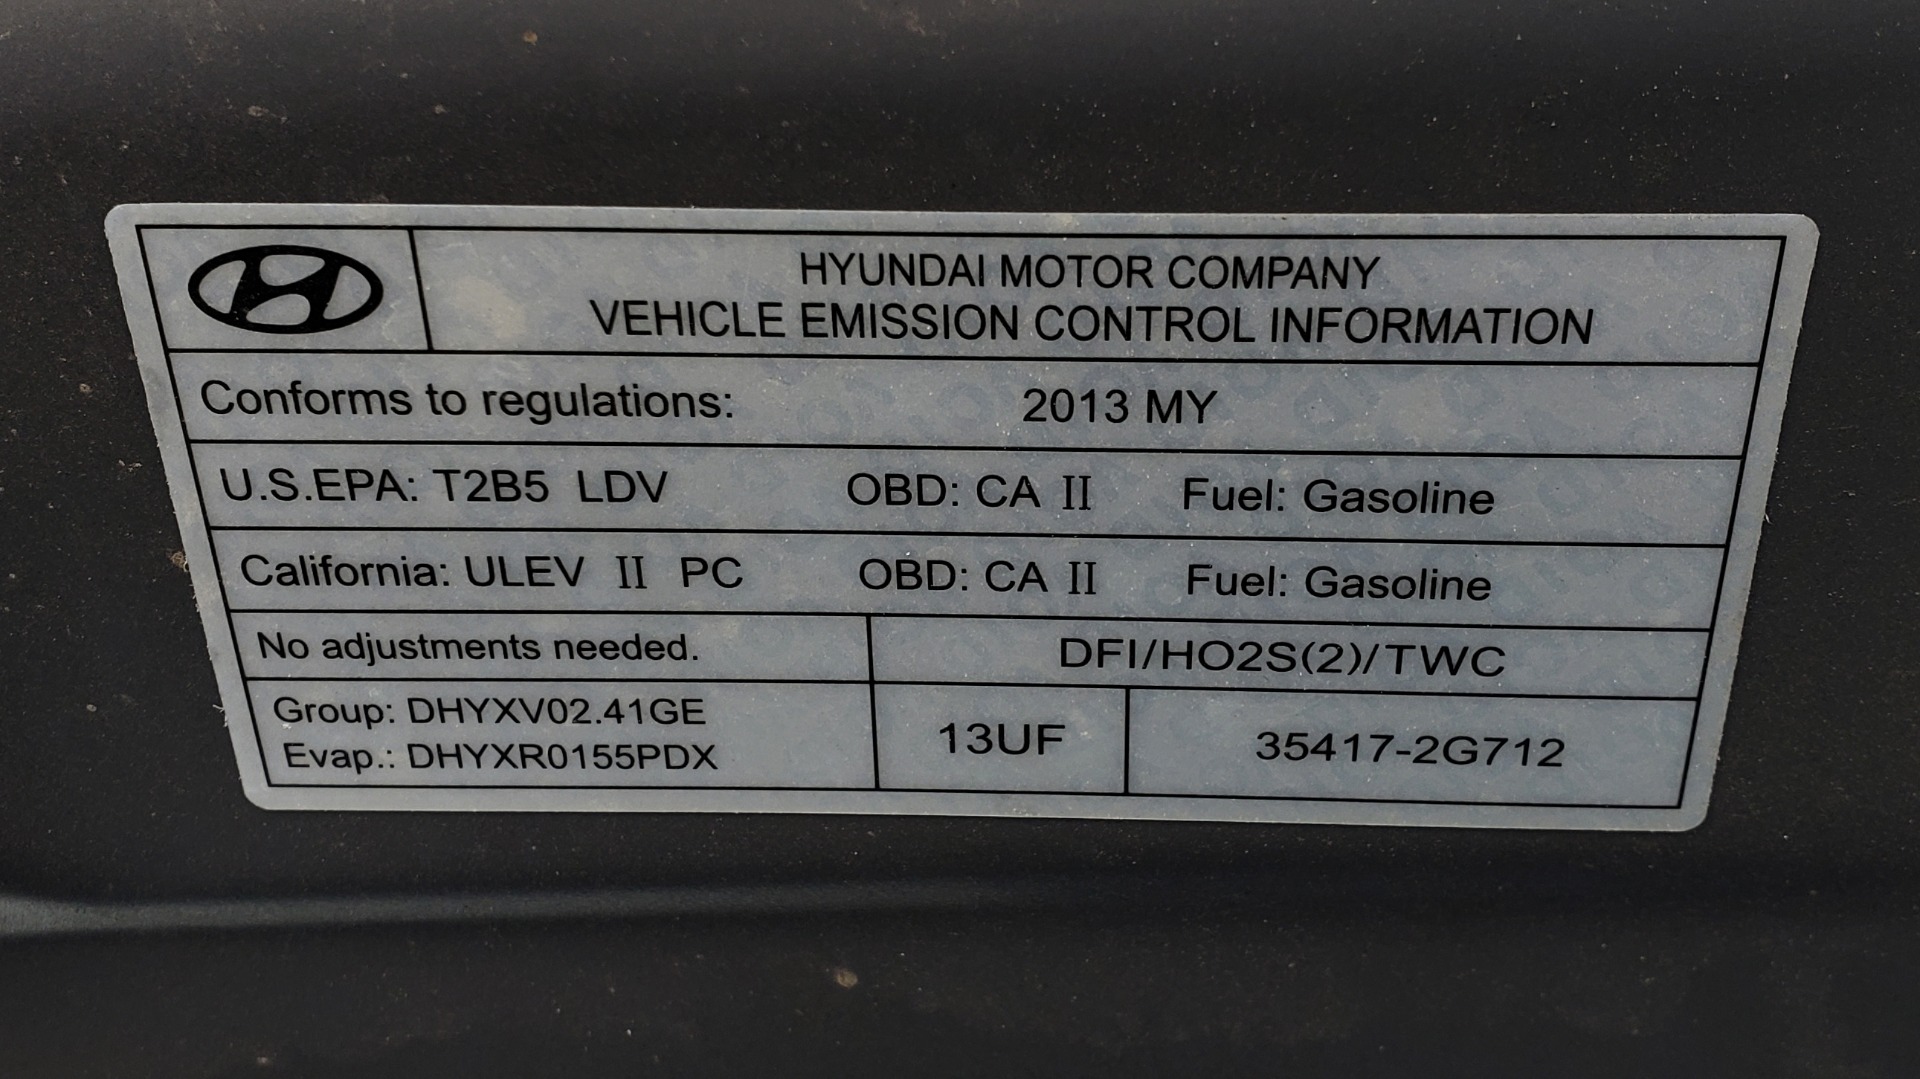 HYUNDAI MOTOR COMPANY
VEHICLE EMISSION CONTROL INFORMATION
Conforms to regulations: 2013 MY
U.S.EPA: T2B5 LDV OBD: CA II Fuel: Gasoline
California: ULEV II PC OBD: CA II Fuel: Gasoline
No adjustments needed. DFI/HO2S(2)/TWC
Group: DHYXV02.41GE
Evap.: DHYXR0155PDX
13UF 35417-2G712